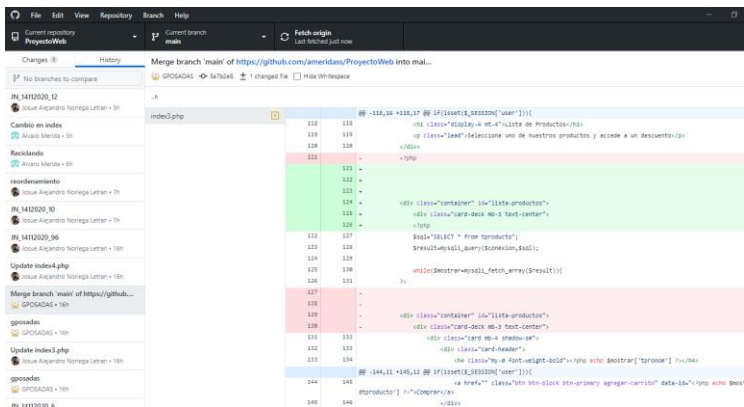 File Edit View Repository Branch Help
Current repository
ProyectoWeb
Current branch
main
Fetch origin
Last fetched just now
Changes
History
No branches to compare
JN_14112020_12
Josue Alejandro Noriega Letran • 5h
Cambio en index
Alvaro Merida • 6h
Reciclando
Alvaro Merida • 6h
reordenamiento
Josue Alejandro Noriega Letran • 7h
JN_1412020_10
Josue Alejandro Noriega Letran • 7h
JN_1412020_96
Josue Alejandro Noriega Letran • 16h
Update index4.php
Josue Alejandro Noriega Letran • 16h
Merge branch 'main' of https://github....
GPOSADAS • 16h
gposadas
GPOSADAS • 16h
Update index3.php
Josue Alejandro Noriega Letran • 16h
gposadas
GPOSADAS • 16h
JN_14112020_6
Merge branch 'main' of https://github.com/ameridass/ProyectoWeb into mai...
GPOSADAS 5a7b2e8 1 changed file Hide Whitespace
index3.php
@@ -118,16 +118,17 @@ if(isset($_SESSION['user'])){
118 118 <h1 class="display-4 mt-4">Lista de Productos</h1>
119 119 <p class="lead">Selecciona uno de nuestros productos y accede a un descuento</p>
120 120 </div>
121 - <?php
121 +
122 +
123 +
124 + <div class="container" id="lista-productos">
125 + <div class="card-deck mb-3 text-center">
126 + <?php
122 127 $sql="SELECT * from tproducto";
123 128 $result=mysqli_query($conexion,$sql);
124 129
125 130 while($mostrar=mysqli_fetch_array($result)){
126 131 ?>
127 -
128 -
129 - <div class="container" id="lista-productos">
130 - <div class="card-deck mb-3 text-center">
131 132 <div class="card mb-4 shadow-sm">
132 133 <div class="card-header">
133 134 <h4 class="my-0 font-weight-bold"><?php echo $mostrar['tpronom'] ?></h4>
@@ -144,11 +145,12 @@ if(isset($_SESSION['user'])){
144 145 <a href="" class="btn btn-block btn-primary agregar-carrito" data-id="<?php echo $most
dtproducto'] ?>">Comprar</a>
145 146 </div>